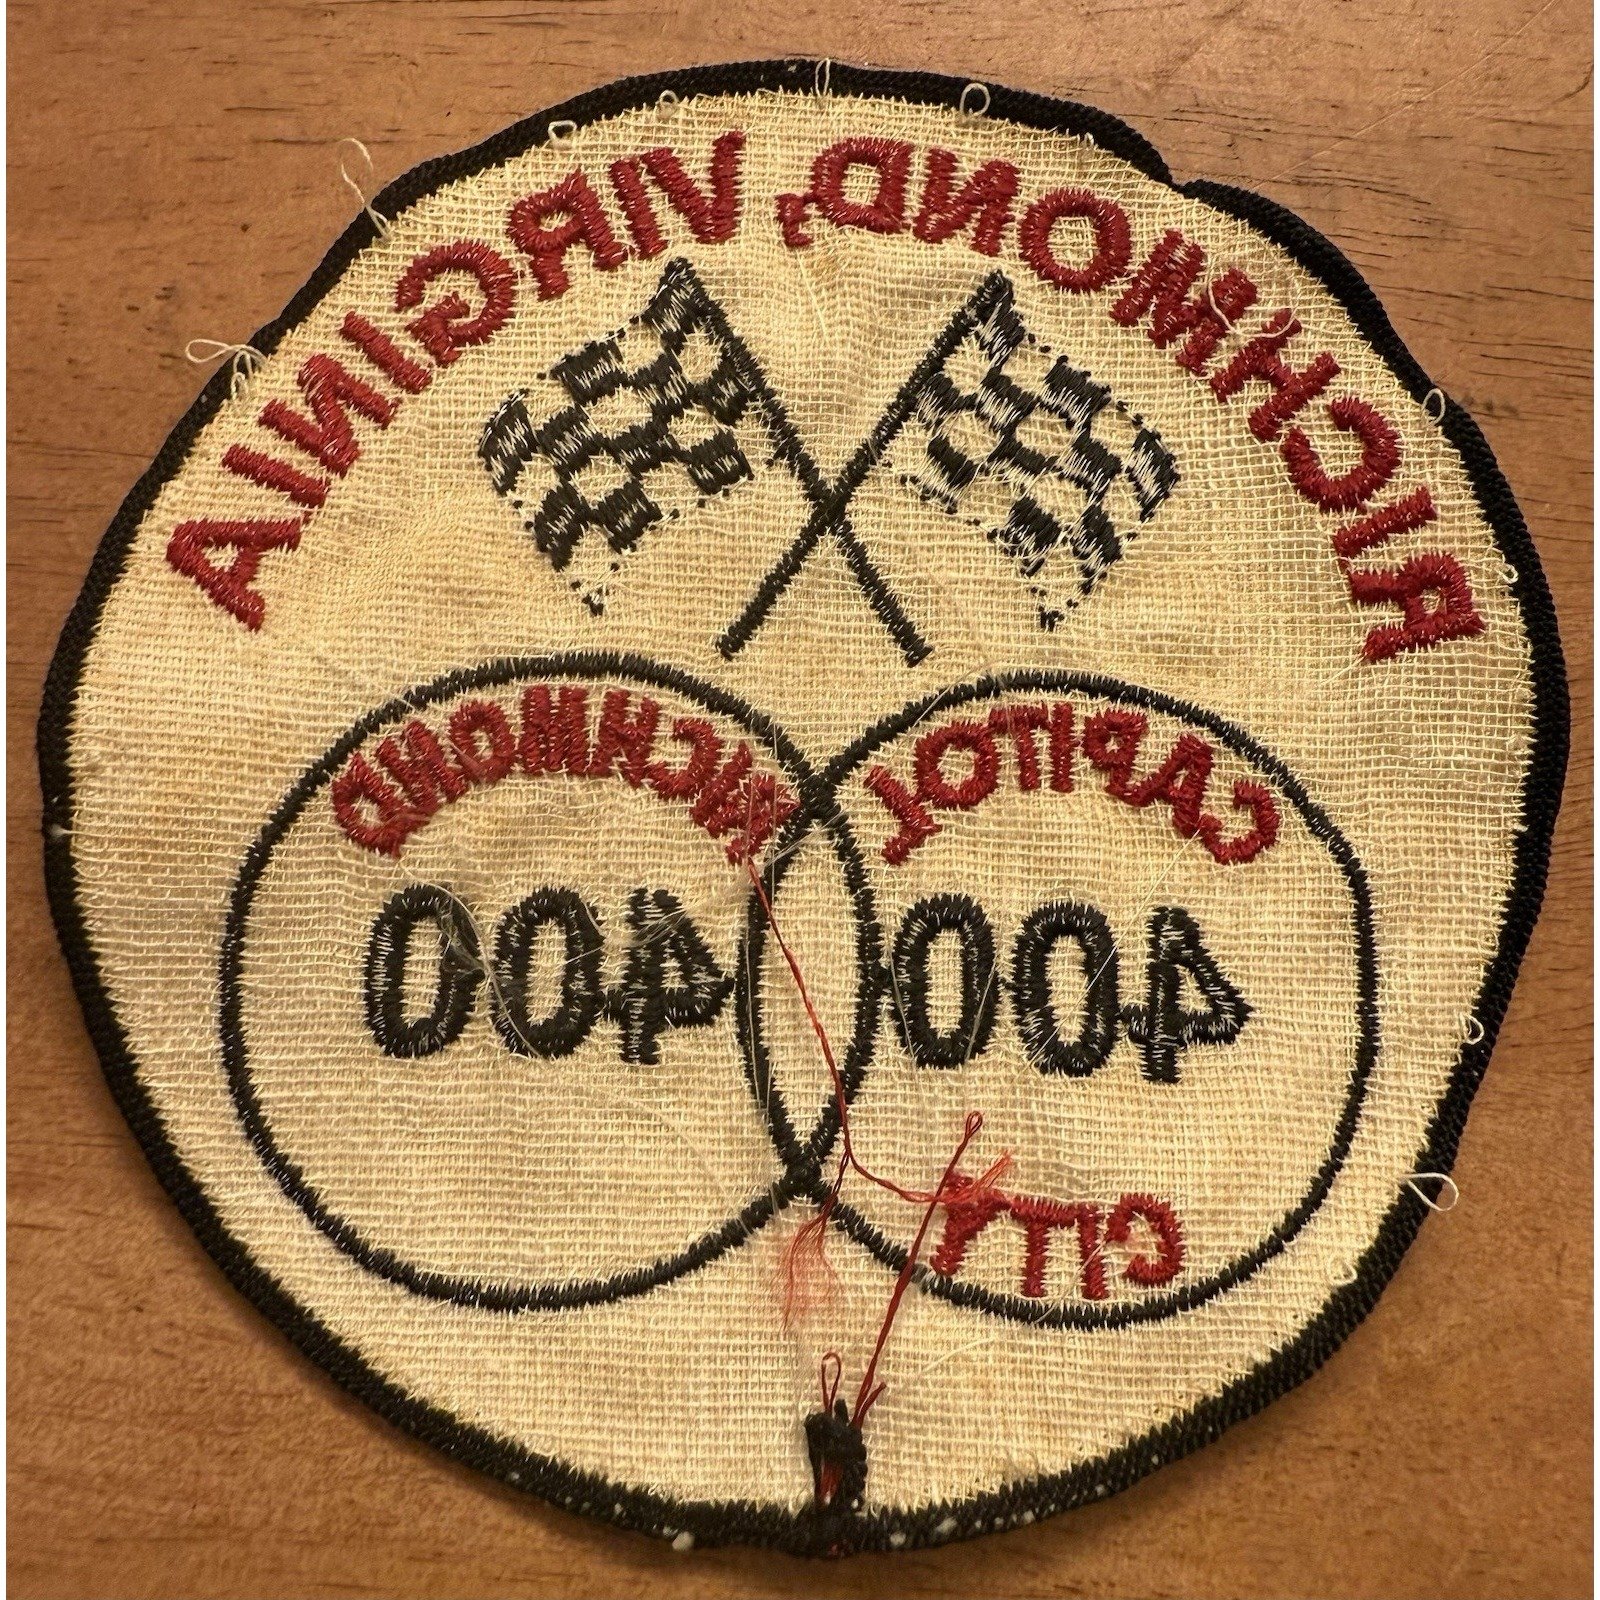 RICHMOND, VIRGINIA
CAPITOL
400
CITY
RICHMOND
400